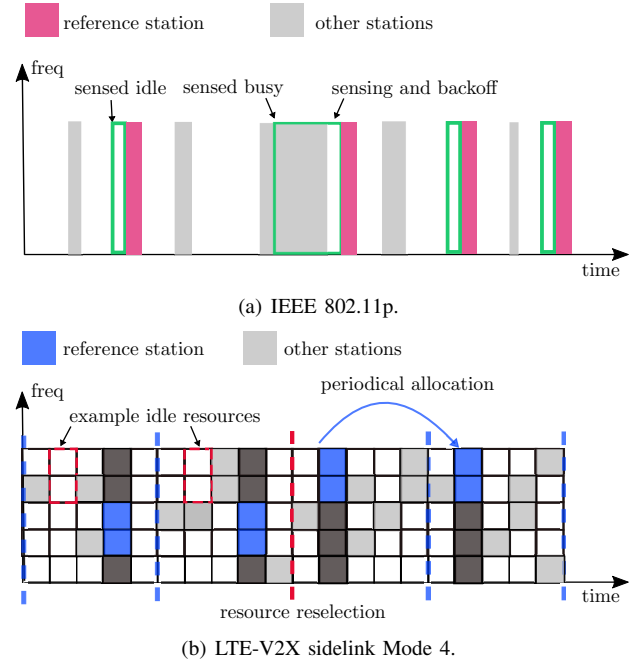 reference station other stations
freq
sensed idle sensed busy sensing and backoff
time
(a) IEEE 802.11p.
reference station other stations
freq periodical allocation
example idle resources
time
resource reselection
(b) LTE-V2X sidelink Mode 4.